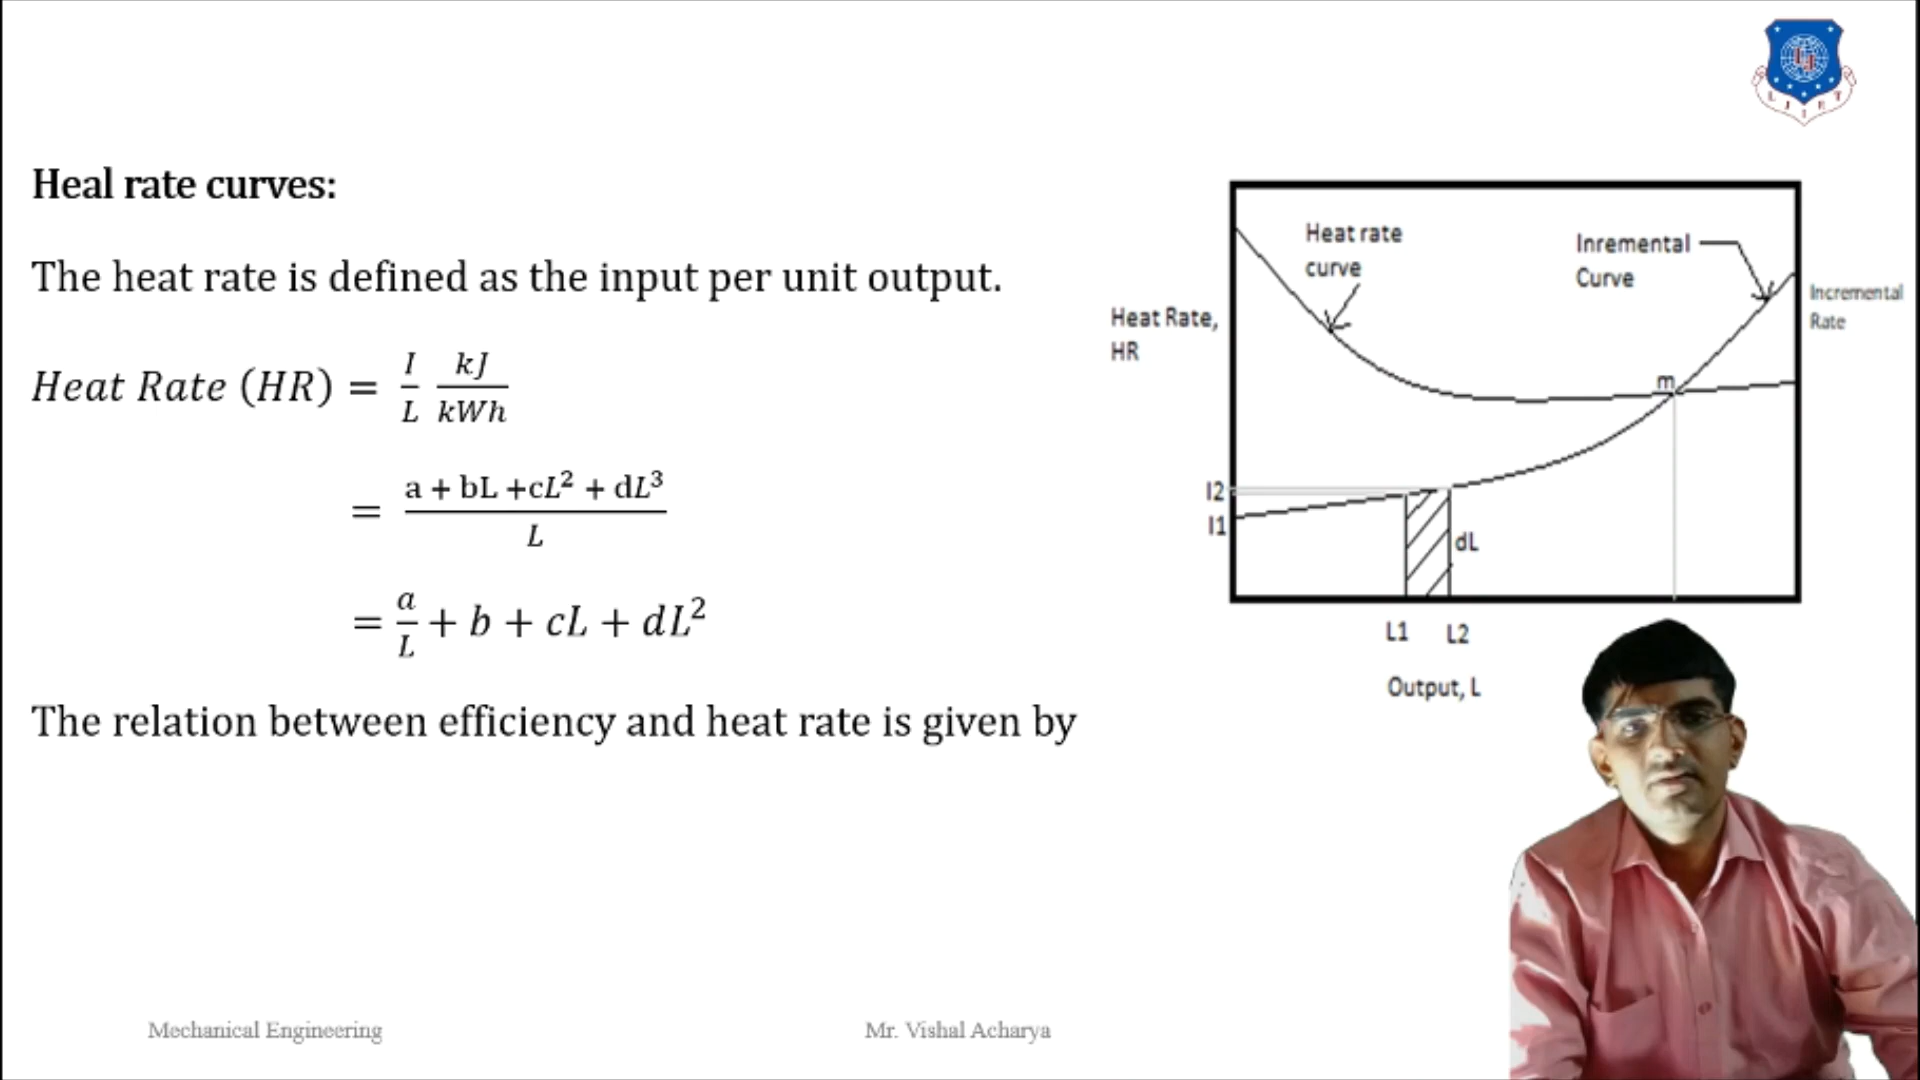 L J I E T
Heal rate curves:
The heat rate is defined as the input per unit output.
Heat Rate (HR) = I/L kJ/kWh
= a + bL +cL² + dL³ / L
= a/L + b + cL + dL²
The relation between efficiency and heat rate is given by
Heat rate
curve
Inremental
Curve
Heat Rate,
HR
Incremental
Rate
m
I2
I1
dL
L1 L2
Output, L
Mechanical Engineering
Mr. Vishal Acharya